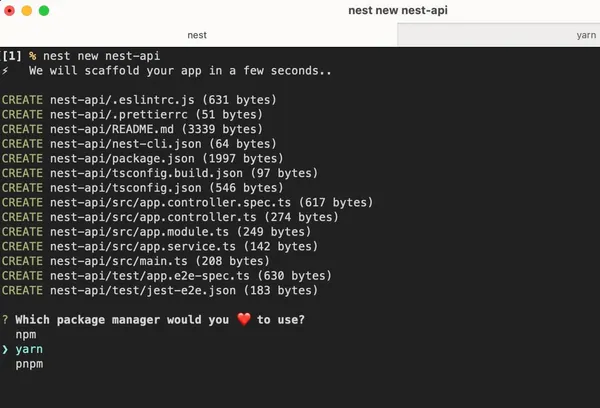 nest new nest-api
nest
yarn
[[1] % nest new nest-api
⚡ We will scaffold your app in a few seconds..
CREATE nest-api/.eslintrc.js (631 bytes)
CREATE nest-api/.prettierrc (51 bytes)
CREATE nest-api/README.md (3339 bytes)
CREATE nest-api/nest-cli.json (64 bytes)
CREATE nest-api/package.json (1997 bytes)
CREATE nest-api/tsconfig.build.json (97 bytes)
CREATE nest-api/tsconfig.json (546 bytes)
CREATE nest-api/src/app.controller.spec.ts (617 bytes)
CREATE nest-api/src/app.controller.ts (274 bytes)
CREATE nest-api/src/app.module.ts (249 bytes)
CREATE nest-api/src/app.service.ts (142 bytes)
CREATE nest-api/src/main.ts (208 bytes)
CREATE nest-api/test/app.e2e-spec.ts (630 bytes)
CREATE nest-api/test/jest-e2e.json (183 bytes)
? Which package manager would you ❤️ to use?
npm
❯ yarn
pnpm